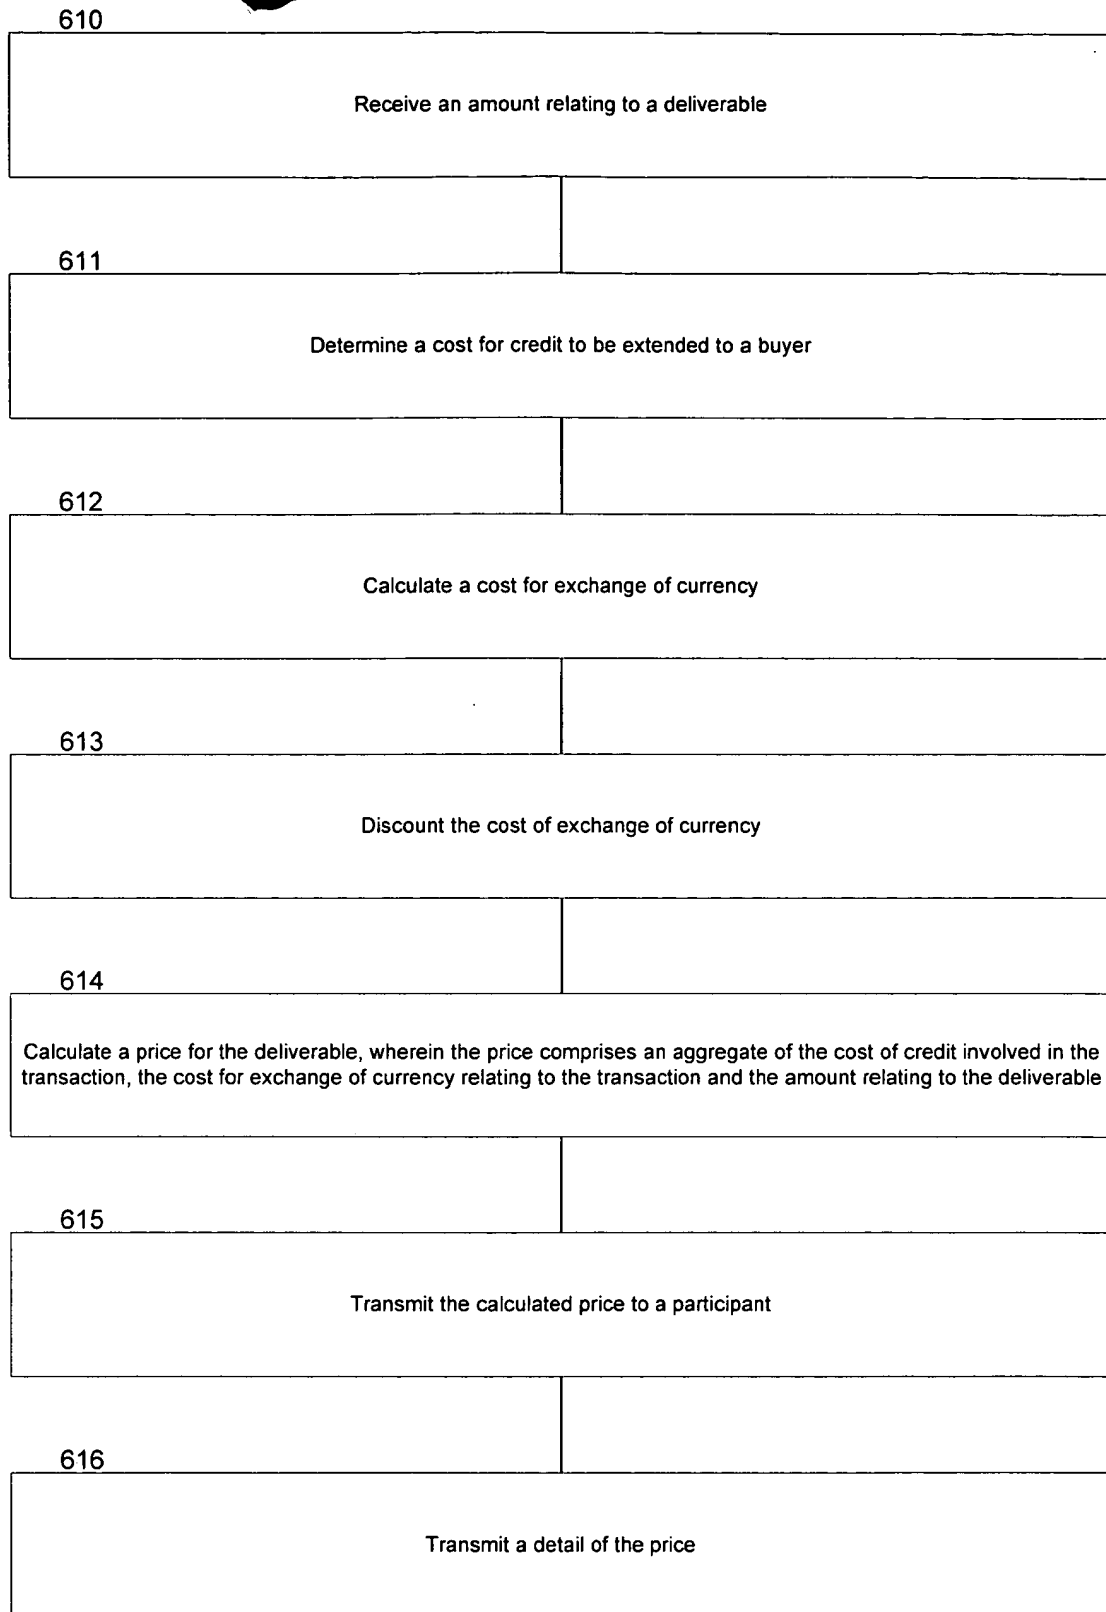 610
Receive an amount relating to a deliverable
611
Determine a cost for credit to be extended to a buyer
612
Calculate a cost for exchange of currency
613
Discount the cost of exchange of currency
614
Calculate a price for the deliverable, wherein the price comprises an aggregate of the cost of credit involved in the
transaction, the cost for exchange of currency relating to the transaction and the amount relating to the deliverable
615
Transmit the calculated price to a participant
616
Transmit a detail of the price